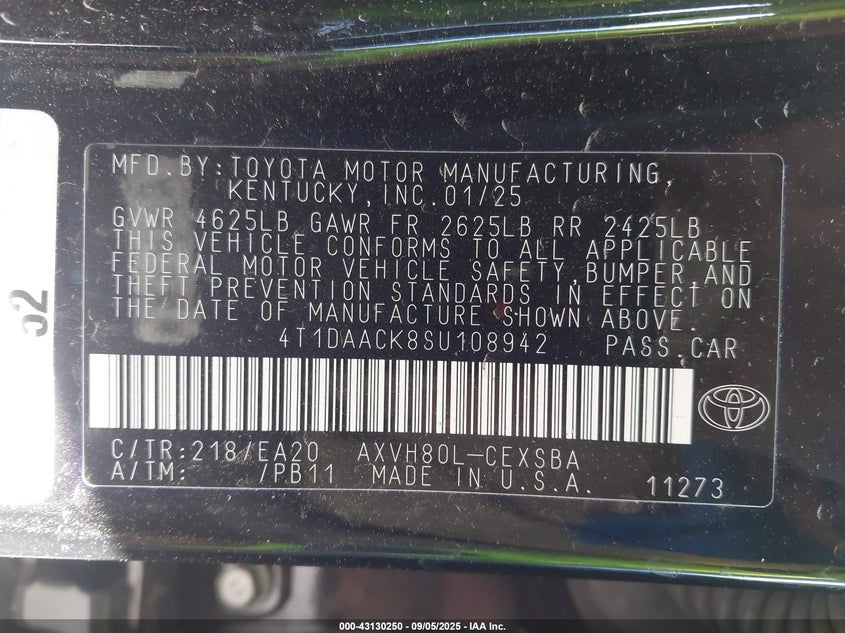 52
MFD.BY:TOYOTA MOTOR MANUFACTURING,
KENTUCKY,INC.01/25
GVWR 4625LB GAWR FR 2625LB RR 2425LB
THIS VEHICLE CONFORMS TO ALL APPLICABLE
FEDERAL MOTOR VEHICLE SAFETY,BUMPER,AND
THEFT PREVENTION STANDARDS IN EFFECT ON
THE DATE OF MANUFACTURE SHOWN ABOVE.
4T1DAACK8SU108942 PASS.CAR
C/TR:218/EA20 AXVH80L-CEXSBA
A/TM: /PB11 MADE IN U.S.A. 11273
000-43130250 - 09/05/2025 - IAA Inc.